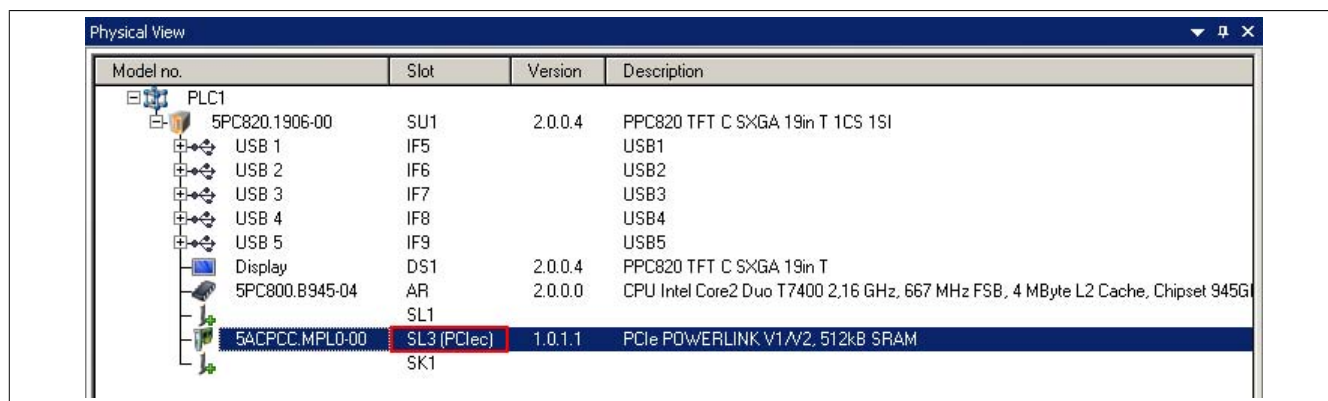 Physical View
Model no. Slot Version Description
PLC1
5PC820.1906-00 SU1 2.0.0.4 PPC820 TFT C SXGA 19in T 1CS 1SI
USB 1 IF5 USB1
USB 2 IF6 USB2
USB 3 IF7 USB3
USB 4 IF8 USB4
USB 5 IF9 USB5
Display DS1 2.0.0.4 PPC820 TFT C SXGA 19in T
5PC800.B945-04 AR 2.0.0.0 CPU Intel Core2 Duo T7400 2,16 GHz, 667 MHz FSB, 4 MByte L2 Cache, Chipset 945G
SL1
5ACPCC.MPL0-00 SL3 (PCIec) 1.0.1.1 PCIe POWERLINK V1/V2, 512kB SRAM
SK1